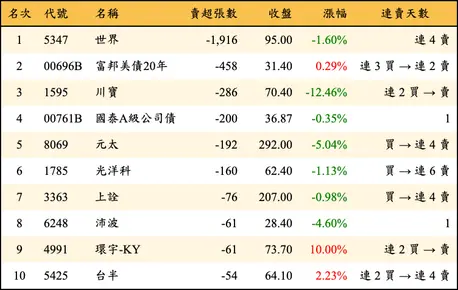 名次 代號 名稱 賣超張數 收盤 漲幅 連賣天數
1 5347 世界 -1,916 95.00 -1.60% 連 4 賣
2 00696B 富邦美債20年 -458 31.40 0.29% 連 3 買 → 連 2 賣
3 1595 川寶 -286 70.40 -12.46% 連 2 買 → 賣
4 00761B 國泰A級公司債 -200 36.87 -0.35% 1
5 8069 元太 -192 292.00 -5.04% 買 → 連 4 賣
6 1785 光洋科 -160 62.40 -1.13% 買 → 連 6 賣
7 3363 上詮 -76 207.00 -0.98% 買 → 連 4 賣
8 6248 沛波 -61 28.40 -4.60% 1
9 4991 環宇-KY -61 73.70 10.00% 連 2 買 → 賣
10 5425 台半 -54 64.10 2.23% 連 2 買 → 連 4 賣